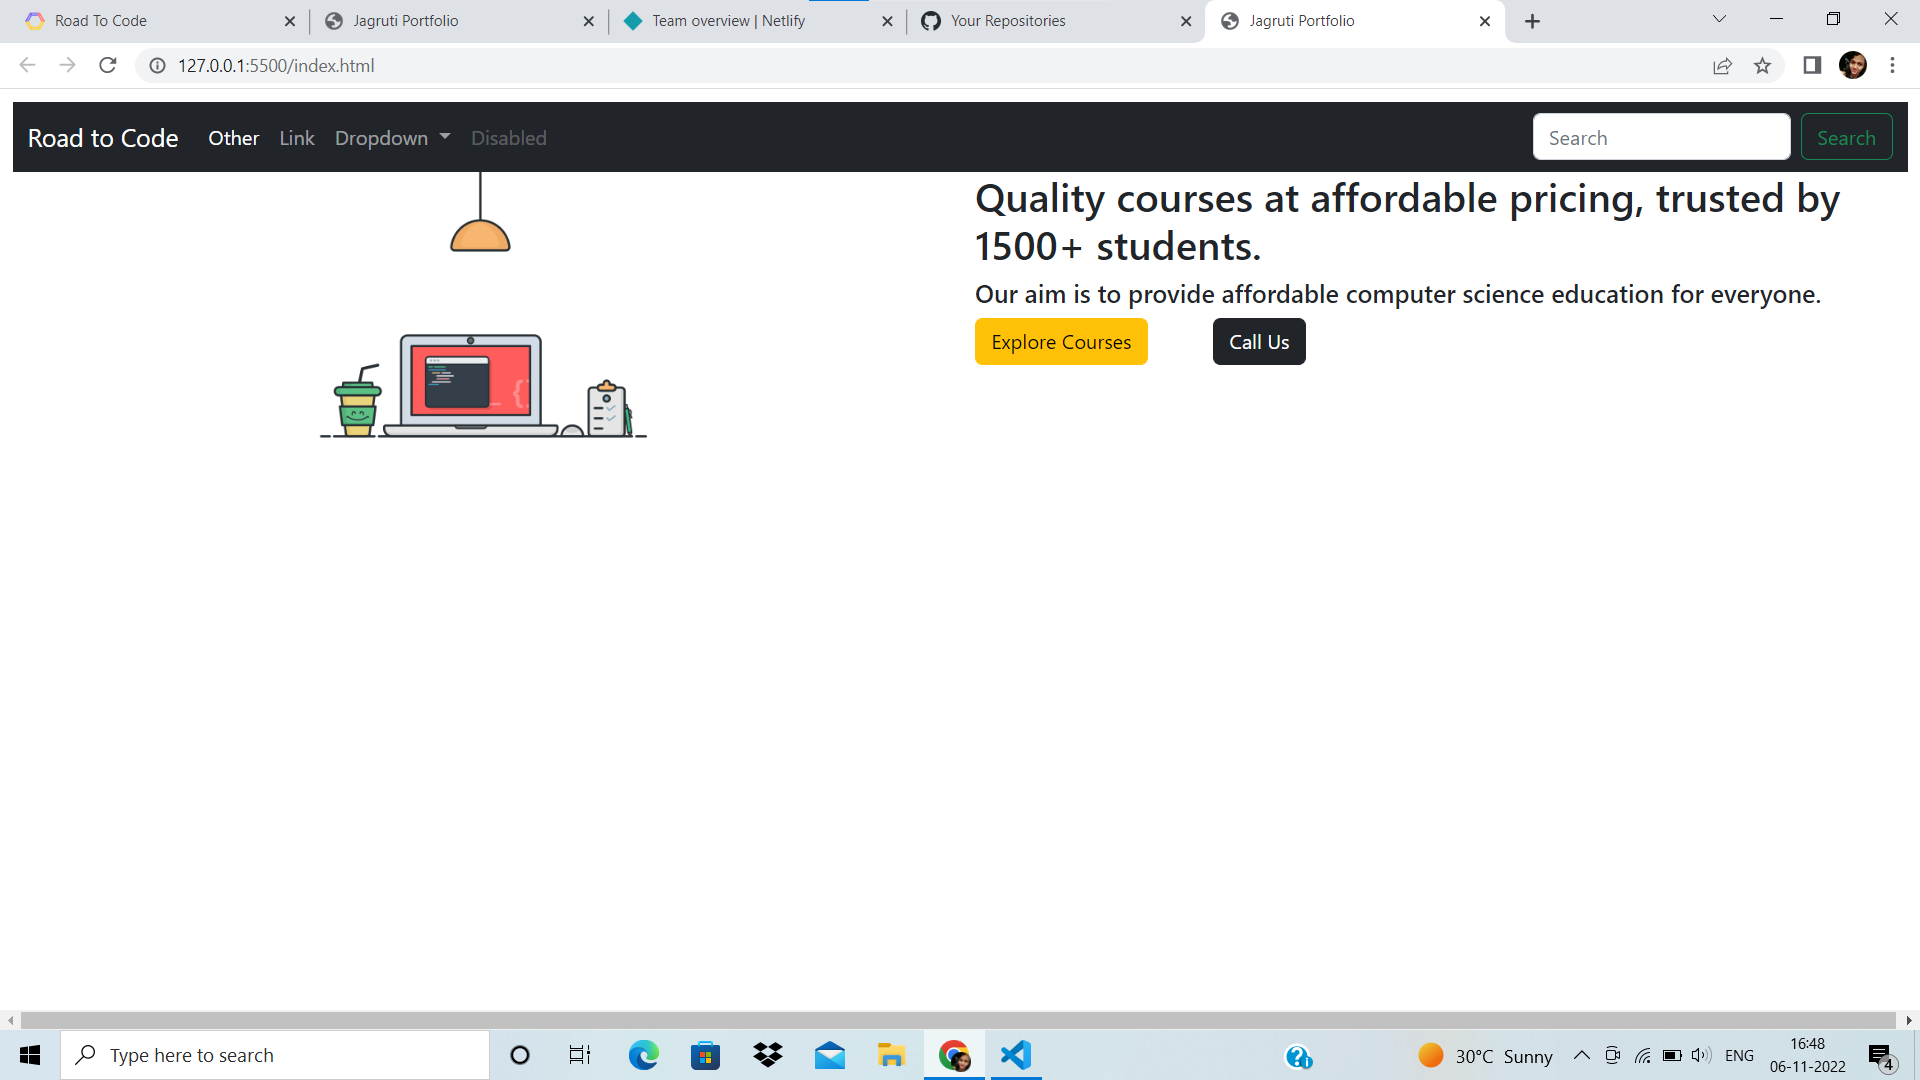 Road To Code
Jagruti Portfolio
Team overview | Netlify
Your Repositories
Jagruti Portfolio
127.0.0.1:5500/index.html
Road to Code Other Link Dropdown Disabled
Search Search
Quality courses at affordable pricing, trusted by
1500+ students.
Our aim is to provide affordable computer science education for everyone.
Explore Courses Call Us
Type here to search
30°C Sunny
ENG
16:48
06-11-2022
4